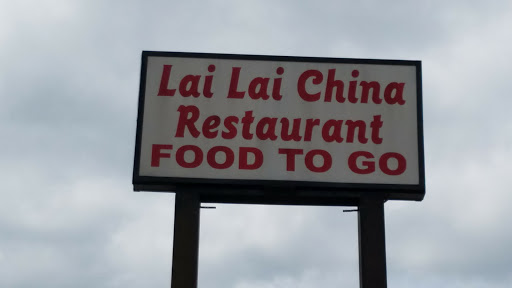 Lai Lai China
Restaurant
FOOD TO GO